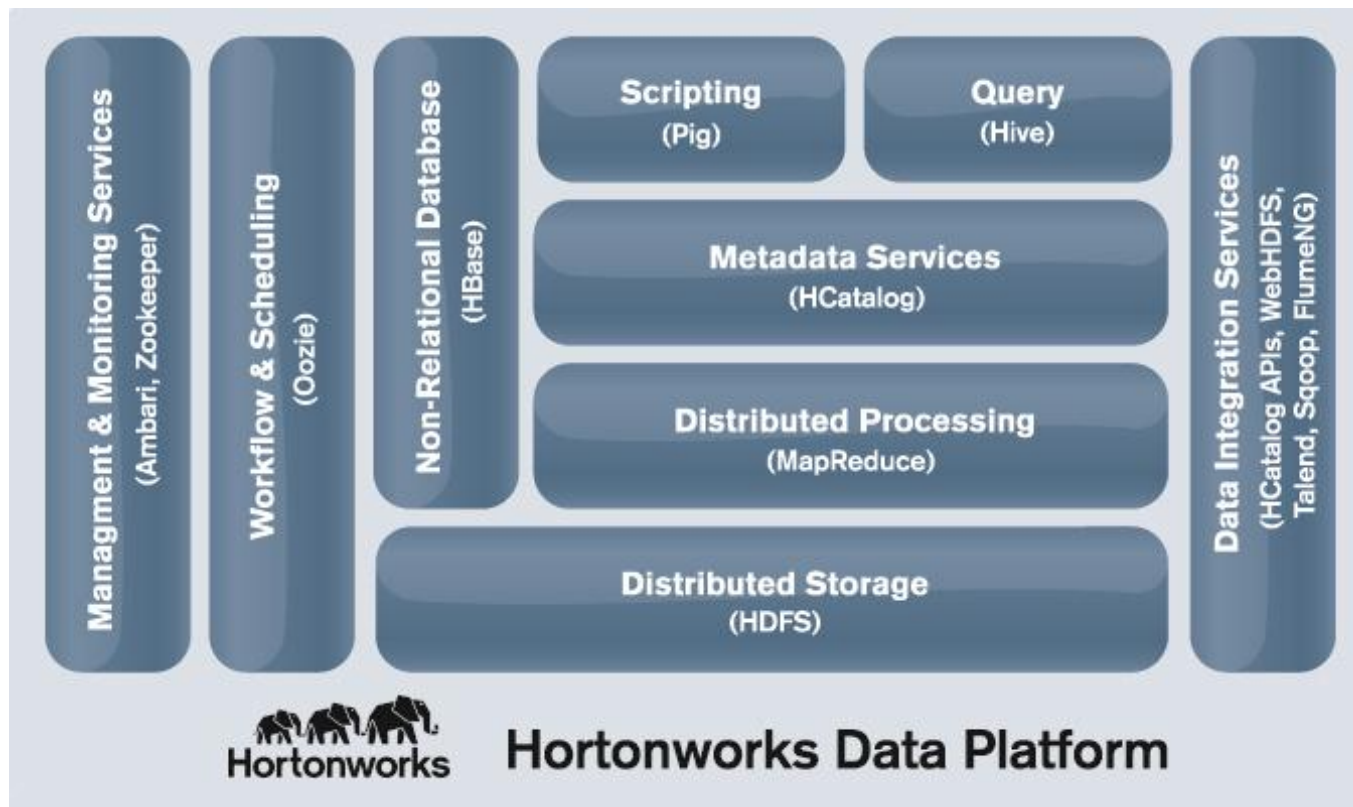 Managment & Monitoring Services
(Ambari, Zookeeper)
Workflow & Scheduling
(Oozie)
Non-Relational Database
(HBase)
Scripting
(Pig)
Query
(Hive)
Metadata Services
(HCatalog)
Distributed Processing
(MapReduce)
Distributed Storage
(HDFS)
Data Integration Services
(HCatalog APIs, WebHDFS,
Talend, Sqoop, FlumeNG)
Hortonworks
Hortonworks Data Platform